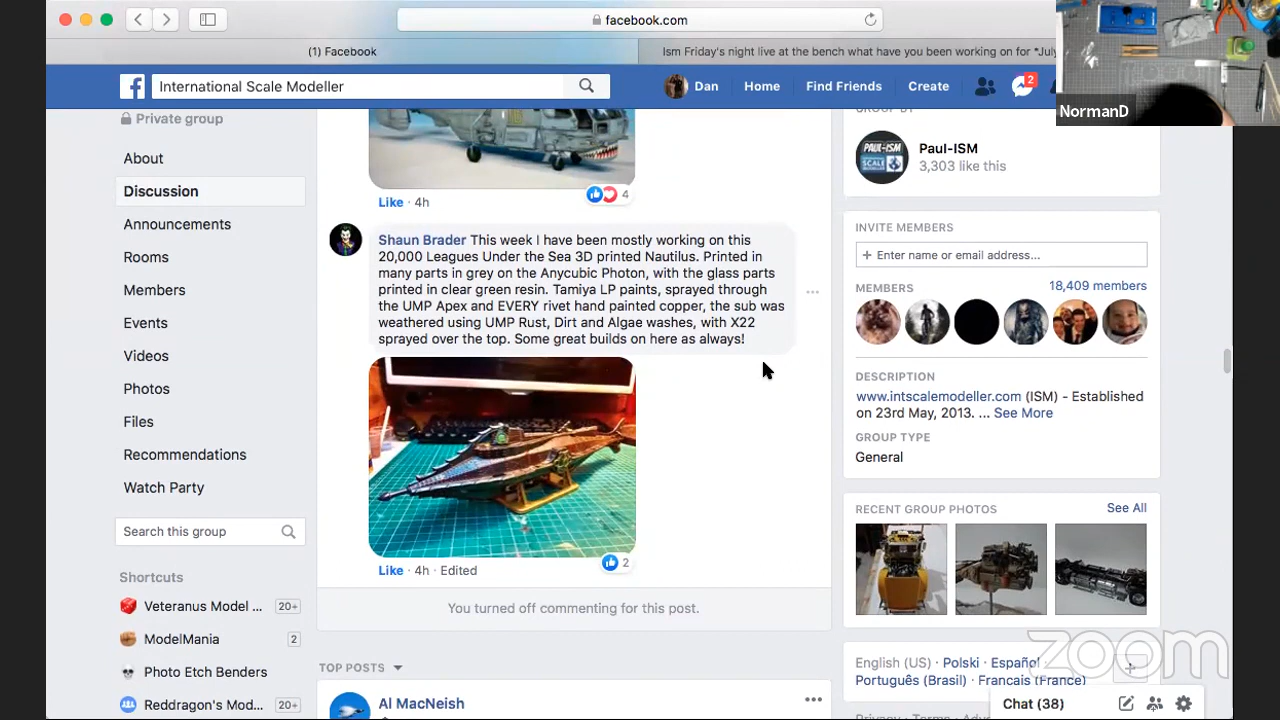 facebook.com
(1) Facebook
Ism Friday's night live at the bench what have you been working on for *July
International Scale Modeller
Dan
Home
Find Friends
Create
2
NormanD
Private group
About
Discussion
Announcements
Rooms
Members
Events
Videos
Photos
Files
Recommendations
Watch Party
Search this group
Shortcuts
Veteranus Model ...
20+
ModelMania
2
Photo Etch Benders
Reddragon's Mod...
20+
Like · 4h
4
Shaun Brader This week I have been mostly working on this
20,000 Leagues Under the Sea 3D printed Nautilus. Printed in
many parts in grey on the Anycubic Photon, with the glass parts
printed in clear green resin. Tamiya LP paints, sprayed through
the UMP Apex and EVERY rivet hand painted copper, the sub was
weathered using UMP Rust, Dirt and Algae washes, with X22
sprayed over the top. Some great builds on here as always!
Like · 4h · Edited
2
You turned off commenting for this post.
TOP POSTS
Al MacNeish
GROUP BY
Paul-ISM
3,303 like this
PAUL-ISM
SCALE
MODELLER
INVITE MEMBERS
+ Enter name or email address...
MEMBERS
18,409 members
DESCRIPTION
www.intscalemodeller.com (ISM) - Established
on 23rd May, 2013. ... See More
GROUP TYPE
General
RECENT GROUP PHOTOS
See All
English (US) · Polski · Español ·
Português (Brasil) · Français (France)
zoom
Chat (38)